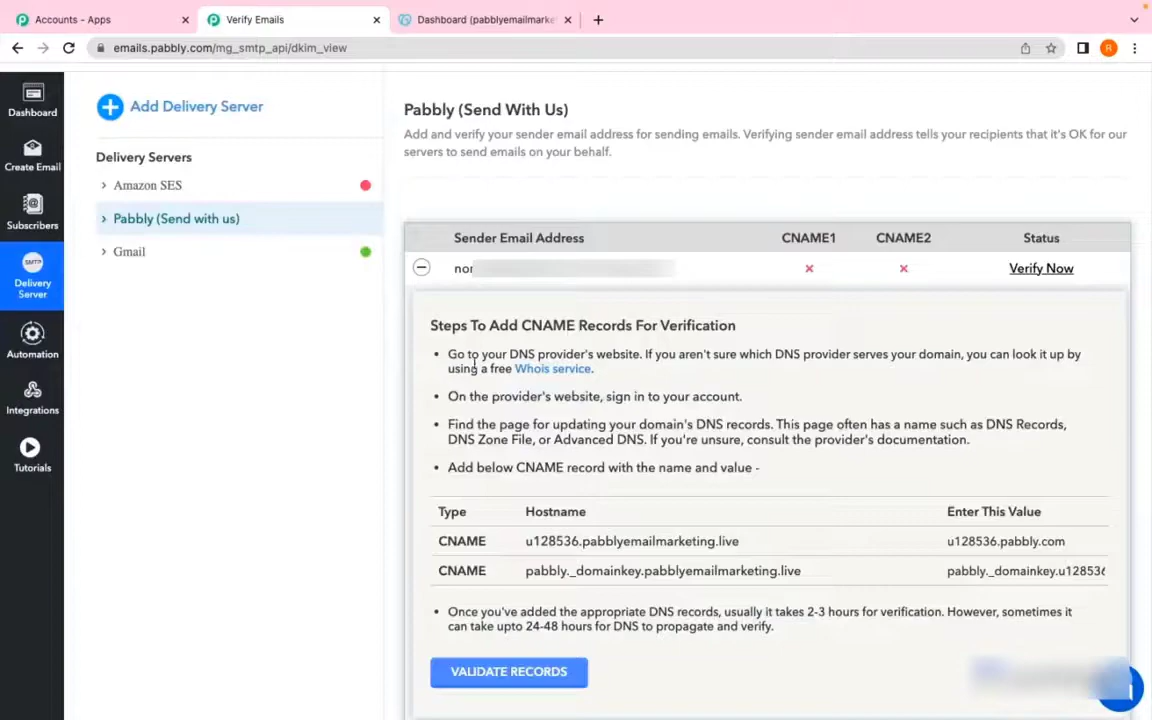 Accounts - Apps
Verify Emails
Dashboard (pabblyemailmarke
emails.pabbly.com/mg_smtp_api/dkim_view
R
Dashboard
Create Email
Subscribers
SMTP
Delivery
Server
Automation
Integrations
Tutorials
Add Delivery Server
Delivery Servers
Amazon SES
Pabbly (Send with us)
Gmail
Pabbly (Send With Us)
Add and verify your sender email address for sending emails. Verifying sender email address tells your recipients that it's OK for our
servers to send emails on your behalf.
Sender Email Address CNAME1 CNAME2 Status
Verify Now
Steps To Add CNAME Records For Verification
• Go to your DNS provider's website. If you aren't sure which DNS provider serves your domain, you can look it up by
using a free Whois service.
• On the provider's website, sign in to your account.
• Find the page for updating your domain's DNS records. This page often has a name such as DNS Records,
DNS Zone File, or Advanced DNS. If you're unsure, consult the provider's documentation.
• Add below CNAME record with the name and value -
Type Hostname Enter This Value
CNAME u128536.pabblyemailmarketing.live u128536.pabbly.com
CNAME pabbly._domainkey.pabblyemailmarketing.live pabbly._domainkey.u128536
• Once you've added the appropriate DNS records, usually it takes 2-3 hours for verification. However, sometimes it
can take upto 24-48 hours for DNS to propagate and verify.
VALIDATE RECORDS